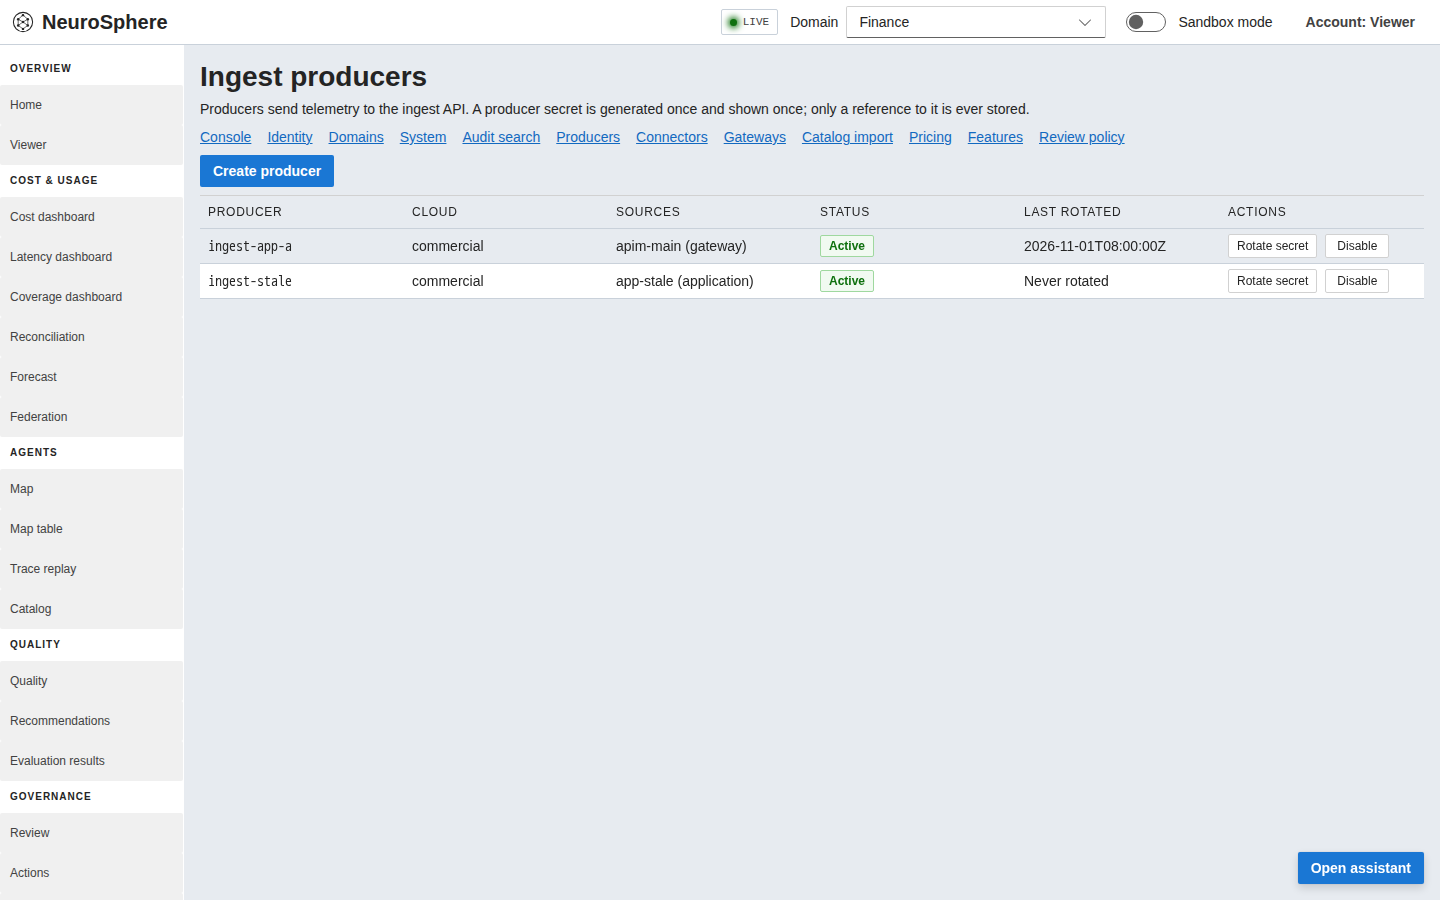 NeuroSphere
LIVE
Domain
Finance
Sandbox mode
Account: Viewer
OVERVIEW
Home
Viewer
COST & USAGE
Cost dashboard
Latency dashboard
Coverage dashboard
Reconciliation
Forecast
Federation
AGENTS
Map
Map table
Trace replay
Catalog
QUALITY
Quality
Recommendations
Evaluation results
GOVERNANCE
Review
Actions
Ingest producers
Producers send telemetry to the ingest API. A producer secret is generated once and shown once; only a reference to it is ever stored.
Console Identity Domains System Audit search Producers Connectors Gateways Catalog import Pricing Features Review policy
Create producer
PRODUCER CLOUD SOURCES STATUS LAST ROTATED ACTIONS
ingest-app-a commercial apim-main (gateway) Active 2026-11-01T08:00:00Z Rotate secret Disable
ingest-stale commercial app-stale (application) Active Never rotated Rotate secret Disable
Open assistant